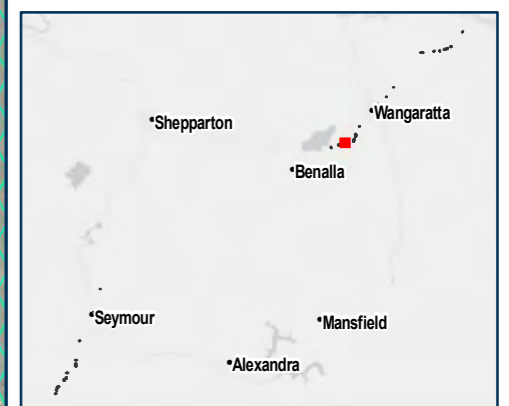 Wangaratta
Shepparton
Benalla
Seymour
Mansfield
Alexandra